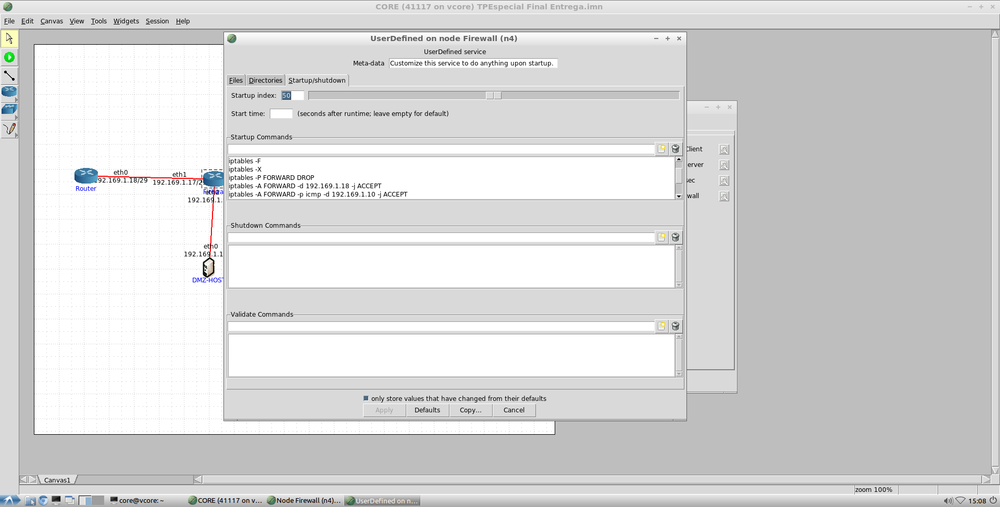 CORE (41117 on vcore) TPEspecial Final Entrega.imn
File Edit Canvas View Tools Widgets Session Help
UserDefined on node Firewall (n4)
UserDefined service
Meta-data Customize this service to do anything upon startup.
Files Directories Startup/shutdown
Startup index: 50
Start time: (seconds after runtime; leave empty for default)
Startup Commands
iptables -F
iptables -X
iptables -P FORWARD DROP
iptables -A FORWARD -d 192.169.1.18 -j ACCEPT
iptables -A FORWARD -p icmp -d 192.169.1.10 -j ACCEPT
Shutdown Commands
Validate Commands
only store values that have changed from their defaults
Apply Defaults Copy... Cancel
Client
erver
sec
wall
eth0
92.169.1.18/29
Router
eth1
192.169.1.17/2
192.169.1.
eth0
192.169.1.1
DMZ-HOST
Canvas1
zoom 100%
core@vcore: ~ CORE (41117 on v... Node Firewall (n4)... UserDefined on n... 15:08